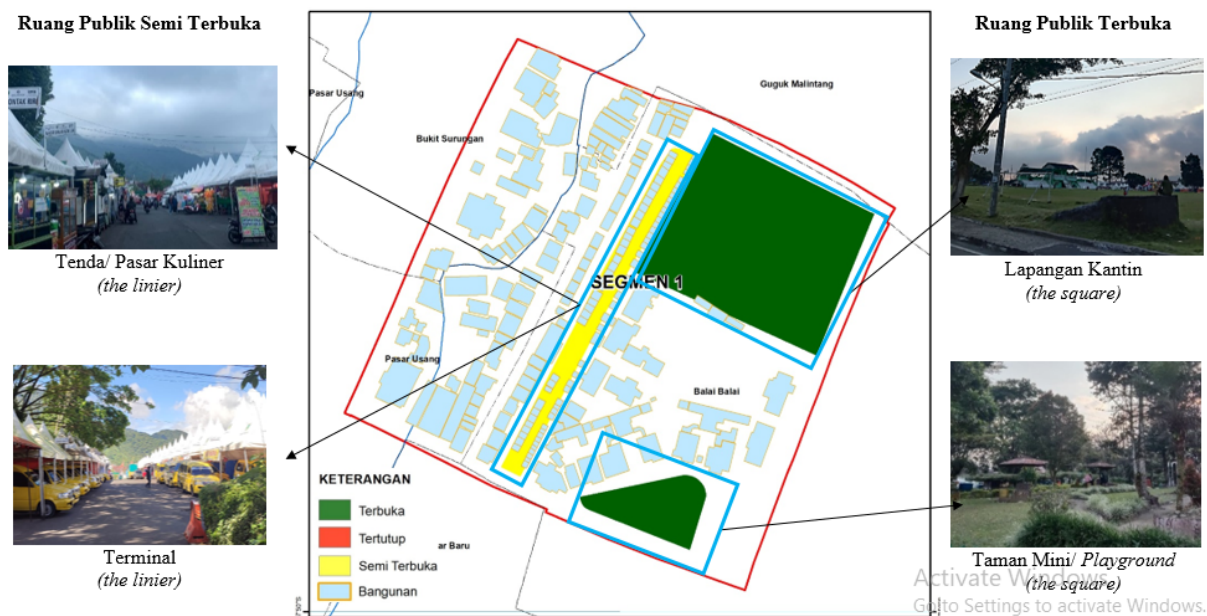 Ruang Publik Semi Terbuka
Tenda/ Pasar Kuliner
(the linier)
Terminal
(the linier)
Pasar Usang
Bukit Surungan
Guguk Malintang
SEGMEN 1
Pasar Usang
Balai Balai
KETERANGAN
Terbuka
Tertutup
ar Baru
Semi Terbuka
Bangunan
Ruang Publik Terbuka
Lapangan Kantin
(the square)
Taman Mini/ Playground
(the square)
Activate Windows
Go to Settings to activate Windows.